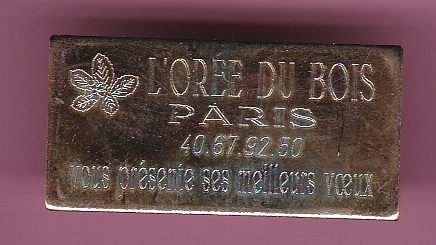 L'ORÉE DU BOIS
PARIS
40.67.92.50
vous présente ses meilleurs vœux